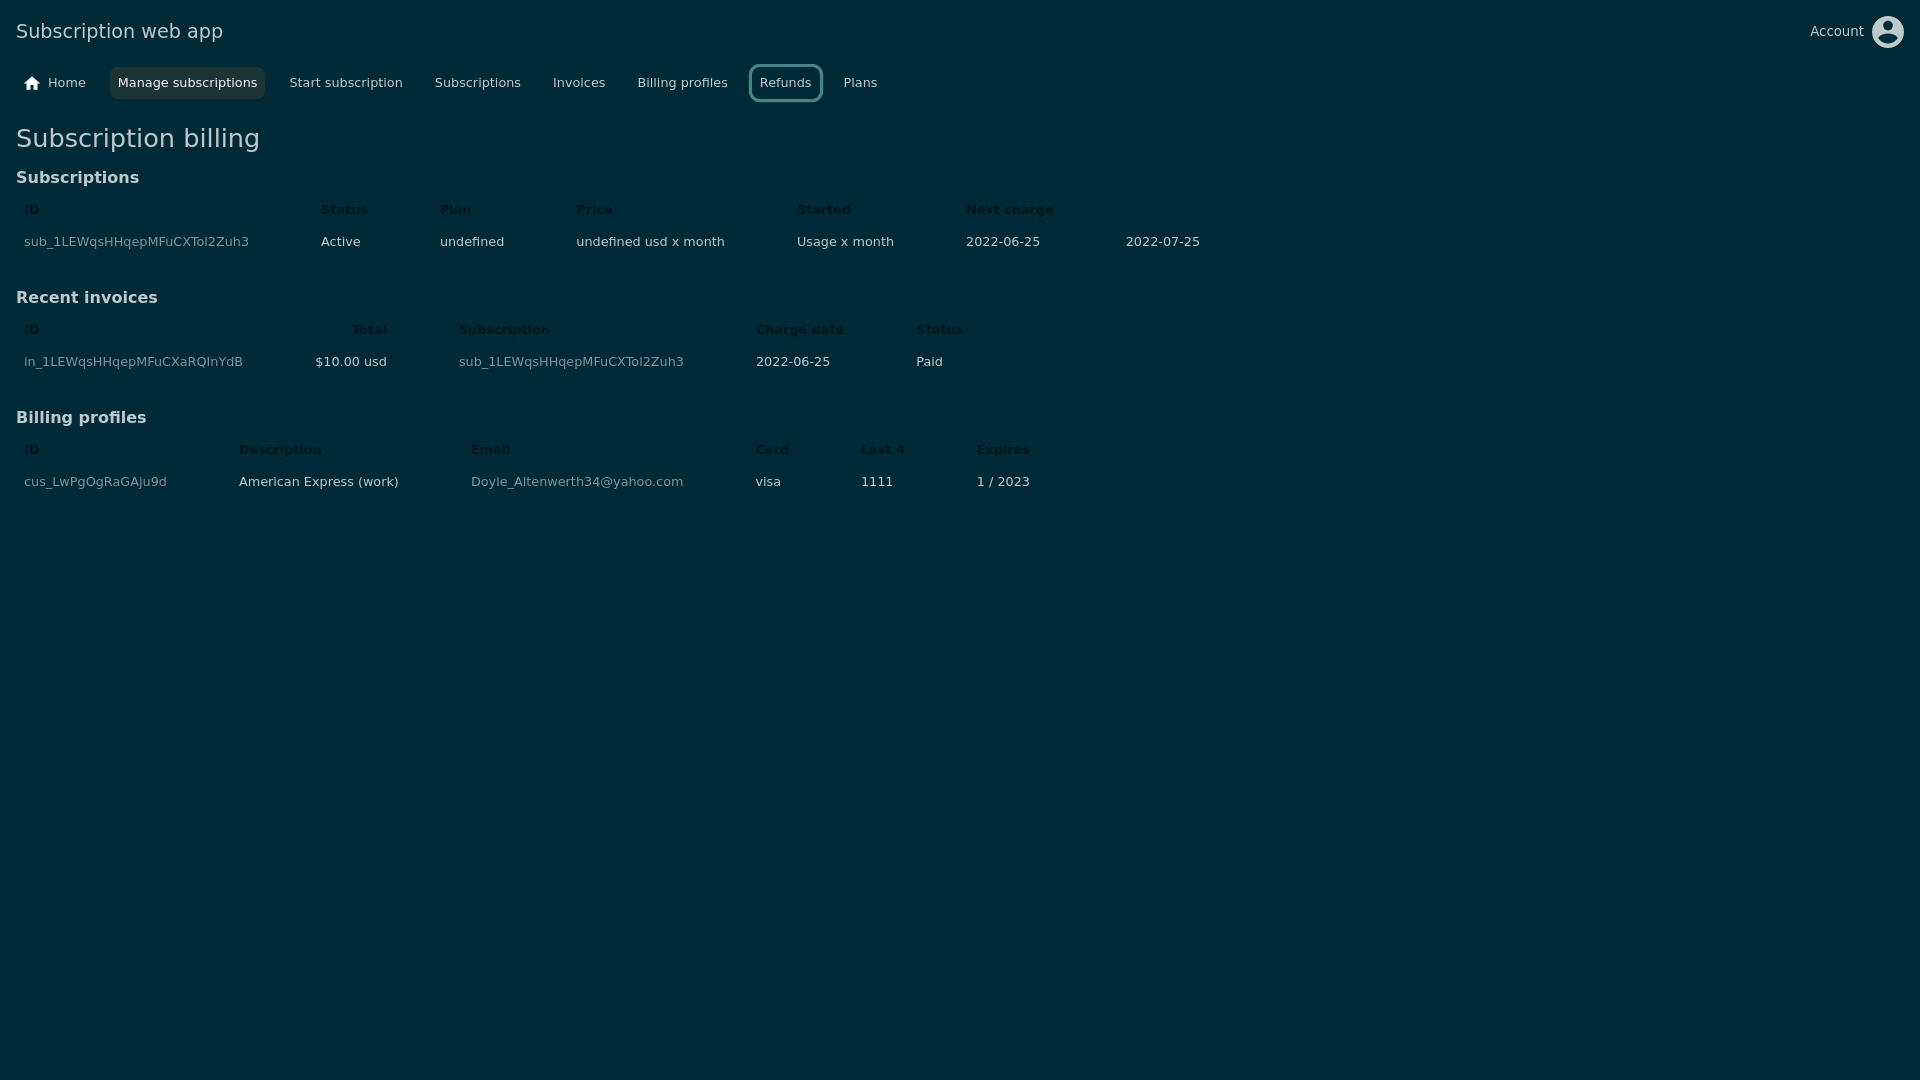 Subscription web app
Account
Home Manage subscriptions Start subscription Subscriptions Invoices Billing profiles Refunds Plans
Subscription billing
Subscriptions
ID Status Plan Price Started Next charge
sub_1LEWqsHHqepMFuCXTol2Zuh3 Active undefined undefined usd x month Usage x month 2022-06-25 2022-07-25
Recent invoices
ID Total Subscription Charge date Status
in_1LEWqsHHqepMFuCXaRQInYdB $10.00 usd sub_1LEWqsHHqepMFuCXTol2Zuh3 2022-06-25 Paid
Billing profiles
ID Description Email Card Last 4 Expires
cus_LwPgOgRaGAju9d American Express (work) Doyle_Altenwerth34@yahoo.com visa 1111 1 / 2023